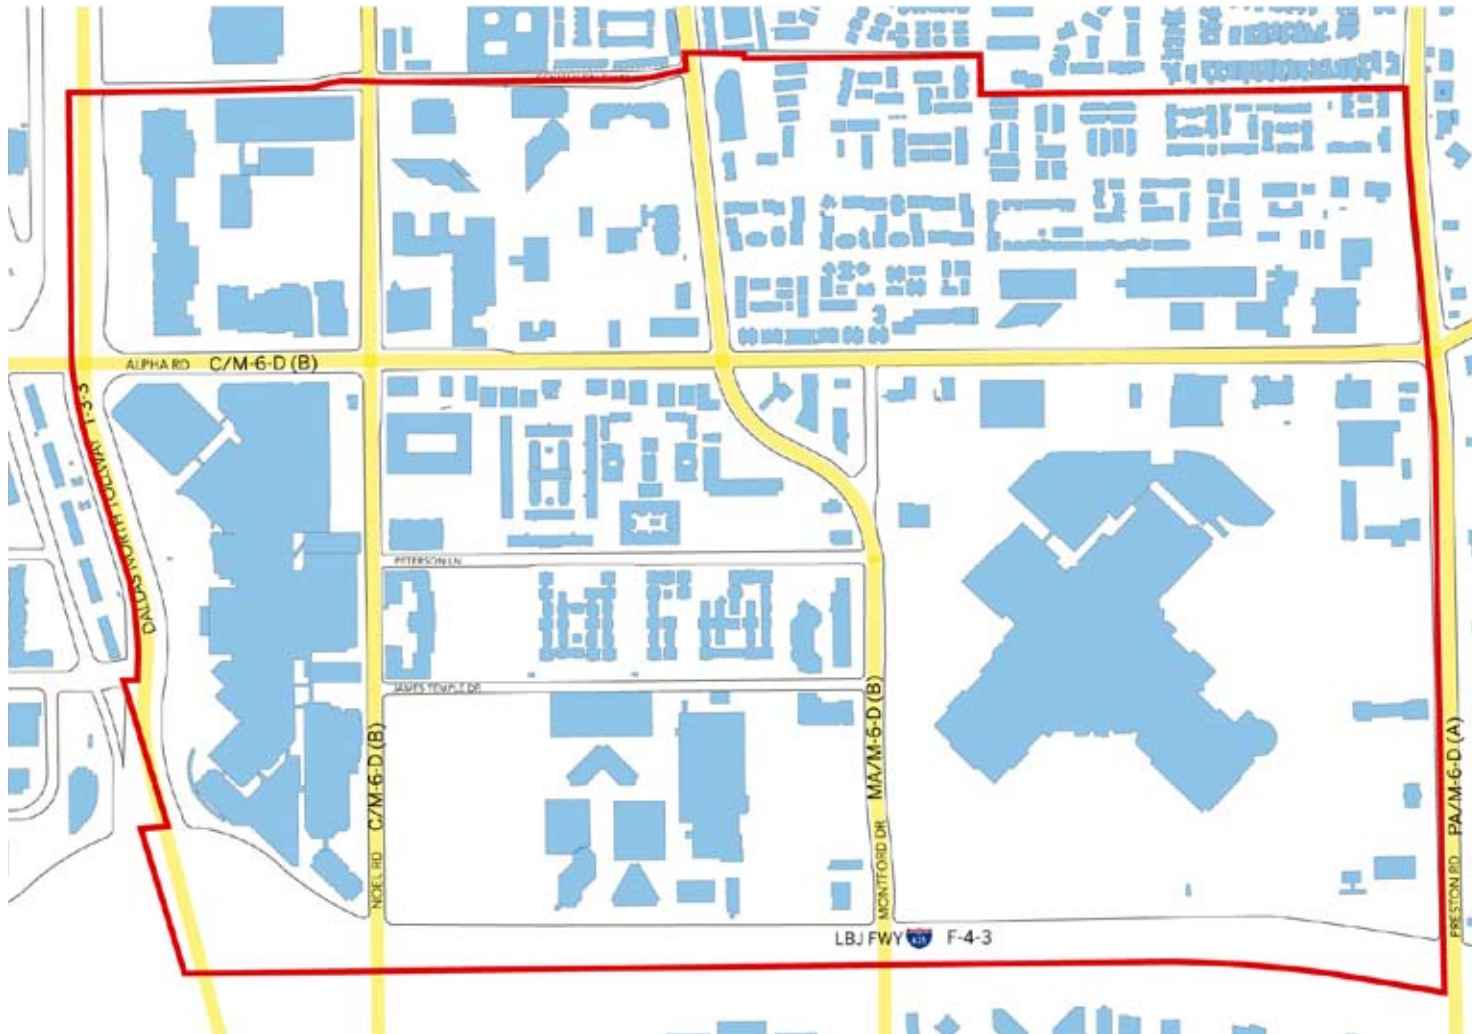 ALPHA RD C/M-6-D (B)
DALLAS NORTH TOLLWAY F-3-3
PETERSON LN
JAMES TEMPLE DR
NOEL RD C/M-6-D (B)
MONTFORD DR MA/M-6-D (B)
PRESTON RD PA/M-6-D (A)
LBJ FWY 635 F-4-3